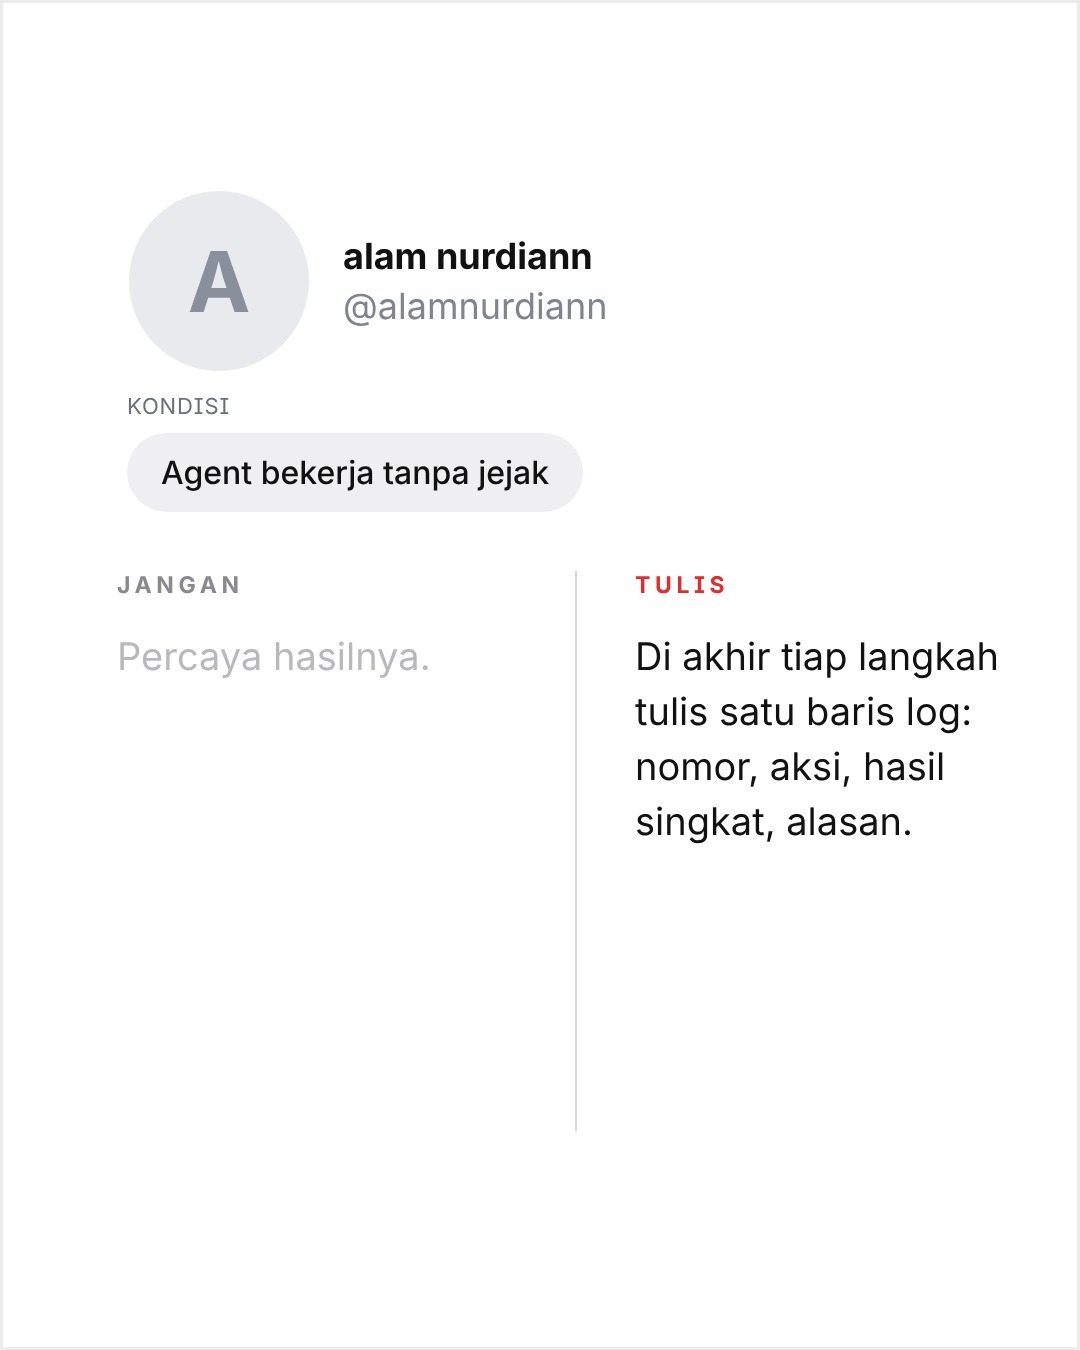 A
alam nurdiann
@alamnurdiann
KONDISI
Agent bekerja tanpa jejak
JANGAN
Percaya hasilnya.
TULIS
Di akhir tiap langkah
tulis satu baris log:
nomor, aksi, hasil
singkat, alasan.